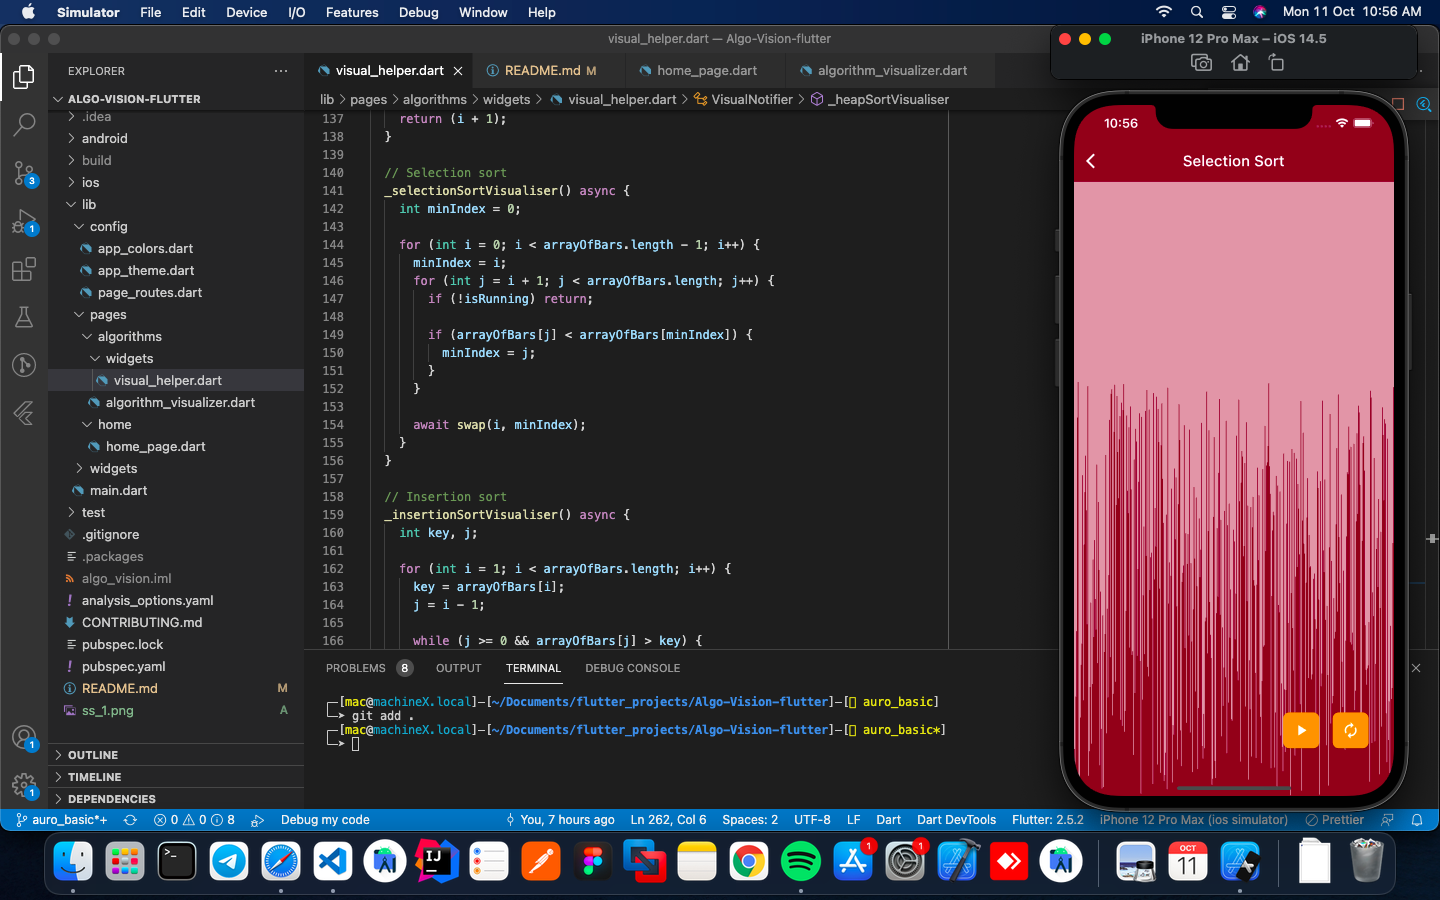 Simulator File Edit Device I/O Features Debug Window Help Mon 11 Oct 10:56 AM
visual_helper.dart — Algo-Vision-flutter
iPhone 12 Pro Max – iOS 14.5
EXPLORER
ALGO-VISION-FLUTTER
.idea
android
build
ios
lib
config
app_colors.dart
app_theme.dart
page_routes.dart
pages
algorithms
widgets
visual_helper.dart
algorithm_visualizer.dart
home
home_page.dart
widgets
main.dart
test
.gitignore
.packages
algo_vision.iml
analysis_options.yaml
CONTRIBUTING.md
pubspec.lock
pubspec.yaml
README.md M
ss_1.png A
OUTLINE
TIMELINE
DEPENDENCIES
3
1
1
1
visual_helper.dart README.md M home_page.dart algorithm_visualizer.dart
lib > pages > algorithms > widgets > visual_helper.dart > VisualNotifier > _heapSortVisualiser
137 return (i + 1);
138 }
139
140 // Selection sort
141 _selectionSortVisualiser() async {
142 int minIndex = 0;
143
144 for (int i = 0; i < arrayOfBars.length - 1; i++) {
145 minIndex = i;
146 for (int j = i + 1; j < arrayOfBars.length; j++) {
147 if (!isRunning) return;
148
149 if (arrayOfBars[j] < arrayOfBars[minIndex]) {
150 minIndex = j;
151 }
152 }
153
154 await swap(i, minIndex);
155 }
156 }
157
158 // Insertion sort
159 _insertionSortVisualiser() async {
160 int key, j;
161
162 for (int i = 1; i < arrayOfBars.length; i++) {
163 key = arrayOfBars[i];
164 j = i - 1;
165
166 while (j >= 0 && arrayOfBars[j] > key) {
PROBLEMS 8 OUTPUT TERMINAL DEBUG CONSOLE
[mac@machineX.local]-[~/Documents/flutter_projects/Algo-Vision-flutter]-[ auro_basic]
git add .
[mac@machineX.local]-[~/Documents/flutter_projects/Algo-Vision-flutter]-[ auro_basic*]
10:56
Selection Sort
auro_basic*+ 0 0 8 Debug my code You, 7 hours ago Ln 262, Col 6 Spaces: 2 UTF-8 LF Dart Dart DevTools Flutter: 2.5.2 iPhone 12 Pro Max (ios simulator) Prettier
IJ
1
1
OCT
11